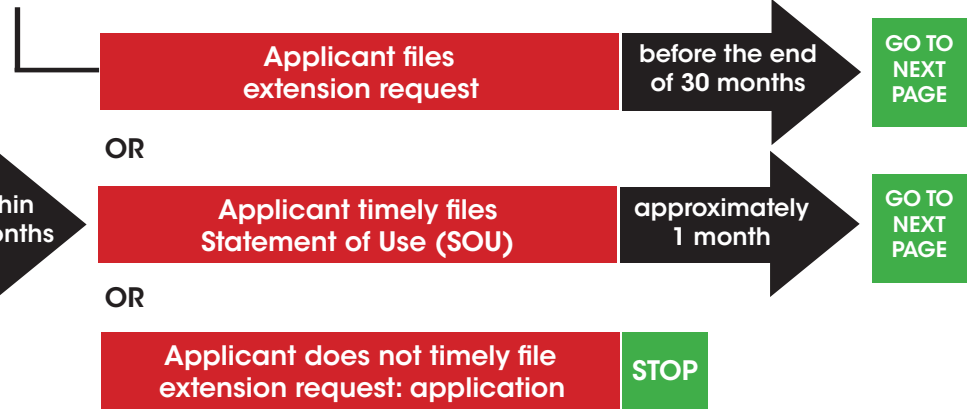 Applicant files
extension request
before the end
of 30 months
GO TO
NEXT
PAGE
OR
Applicant timely files
Statement of Use (SOU)
approximately
1 month
GO TO
NEXT
PAGE
OR
Applicant does not timely file
extension request: application
STOP